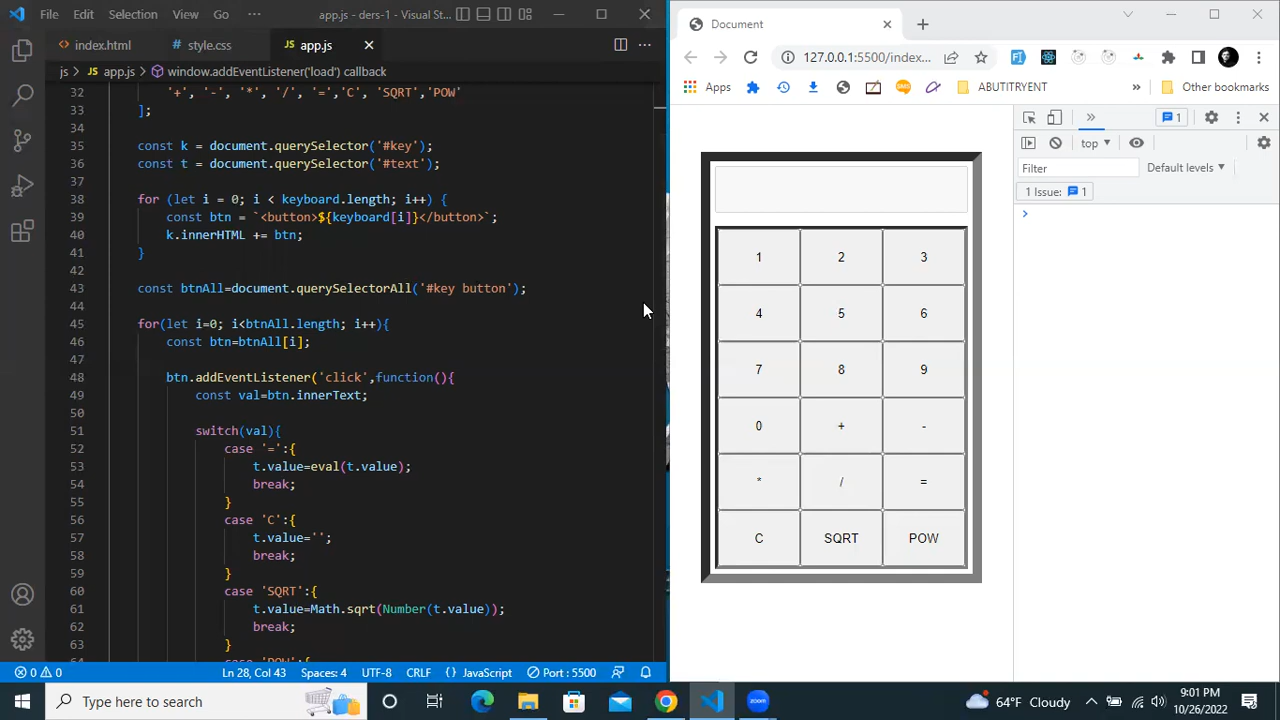 File Edit Selection View Go ··· app.js - ders-1 - Visual St...
index.html style.css app.js
js > app.js > window.addEventListener('load') callback
32 '+', '-', '*', '/', '=','C', 'SQRT','POW'
33 ];
34
35 const k = document.querySelector('#key');
36 const t = document.querySelector('#text');
37
38 for (let i = 0; i < keyboard.length; i++) {
39 const btn = `<button>${keyboard[i]}</button>`;
40 k.innerHTML += btn;
41 }
42
43 const btnAll=document.querySelectorAll('#key button');
44
45 for(let i=0; i<btnAll.length; i++){
46 const btn=btnAll[i];
47
48 btn.addEventListener('click',function(){
49 const val=btn.innerText;
50
51 switch(val){
52 case '=':{
53 t.value=eval(t.value);
54 break;
55 }
56 case 'C':{
57 t.value='';
58 break;
59 }
60 case 'SQRT':{
61 t.value=Math.sqrt(Number(t.value));
62 break;
63 }
64 case 'POW':{
0 0 Ln 28, Col 43 Spaces: 4 UTF-8 CRLF {} JavaScript Port : 5500
Document
127.0.0.1:5500/index...
Apps ABUTITRYENT » Other bookmarks
» 1
top
Filter Default levels
1 Issue: 1
1 2 3
4 5 6
7 8 9
0 + -
* / =
C SQRT POW
Type here to search zoom 64°F Cloudy 9:01 PM
10/26/2022